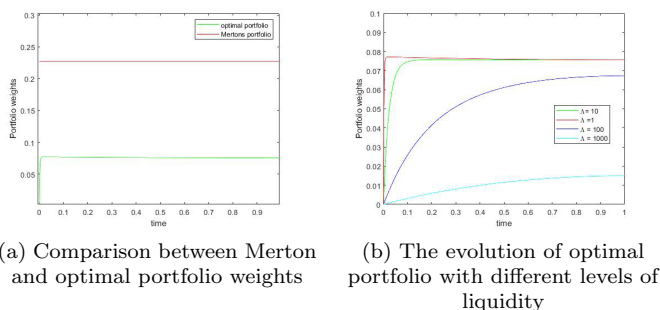 0.3
0.25
0.2
0.15
0.1
0.05
Portfolio weights
optimal portfolio
Mertons portfolio
0 0.1 0.2 0.3 0.4 0.5 0.6 0.7 0.8 0.9
time
0.1
0.09
0.08
0.07
0.06
0.05
0.04
0.03
0.02
0.01
0
Portfolio weights
Λ = 10
Λ =1
Λ = 100
Λ = 1000
0 0.1 0.2 0.3 0.4 0.5 0.6 0.7 0.8 0.9 1
time
(a) Comparison between Merton
and optimal portfolio weights
(b) The evolution of optimal
portfolio with different levels of
liquidity